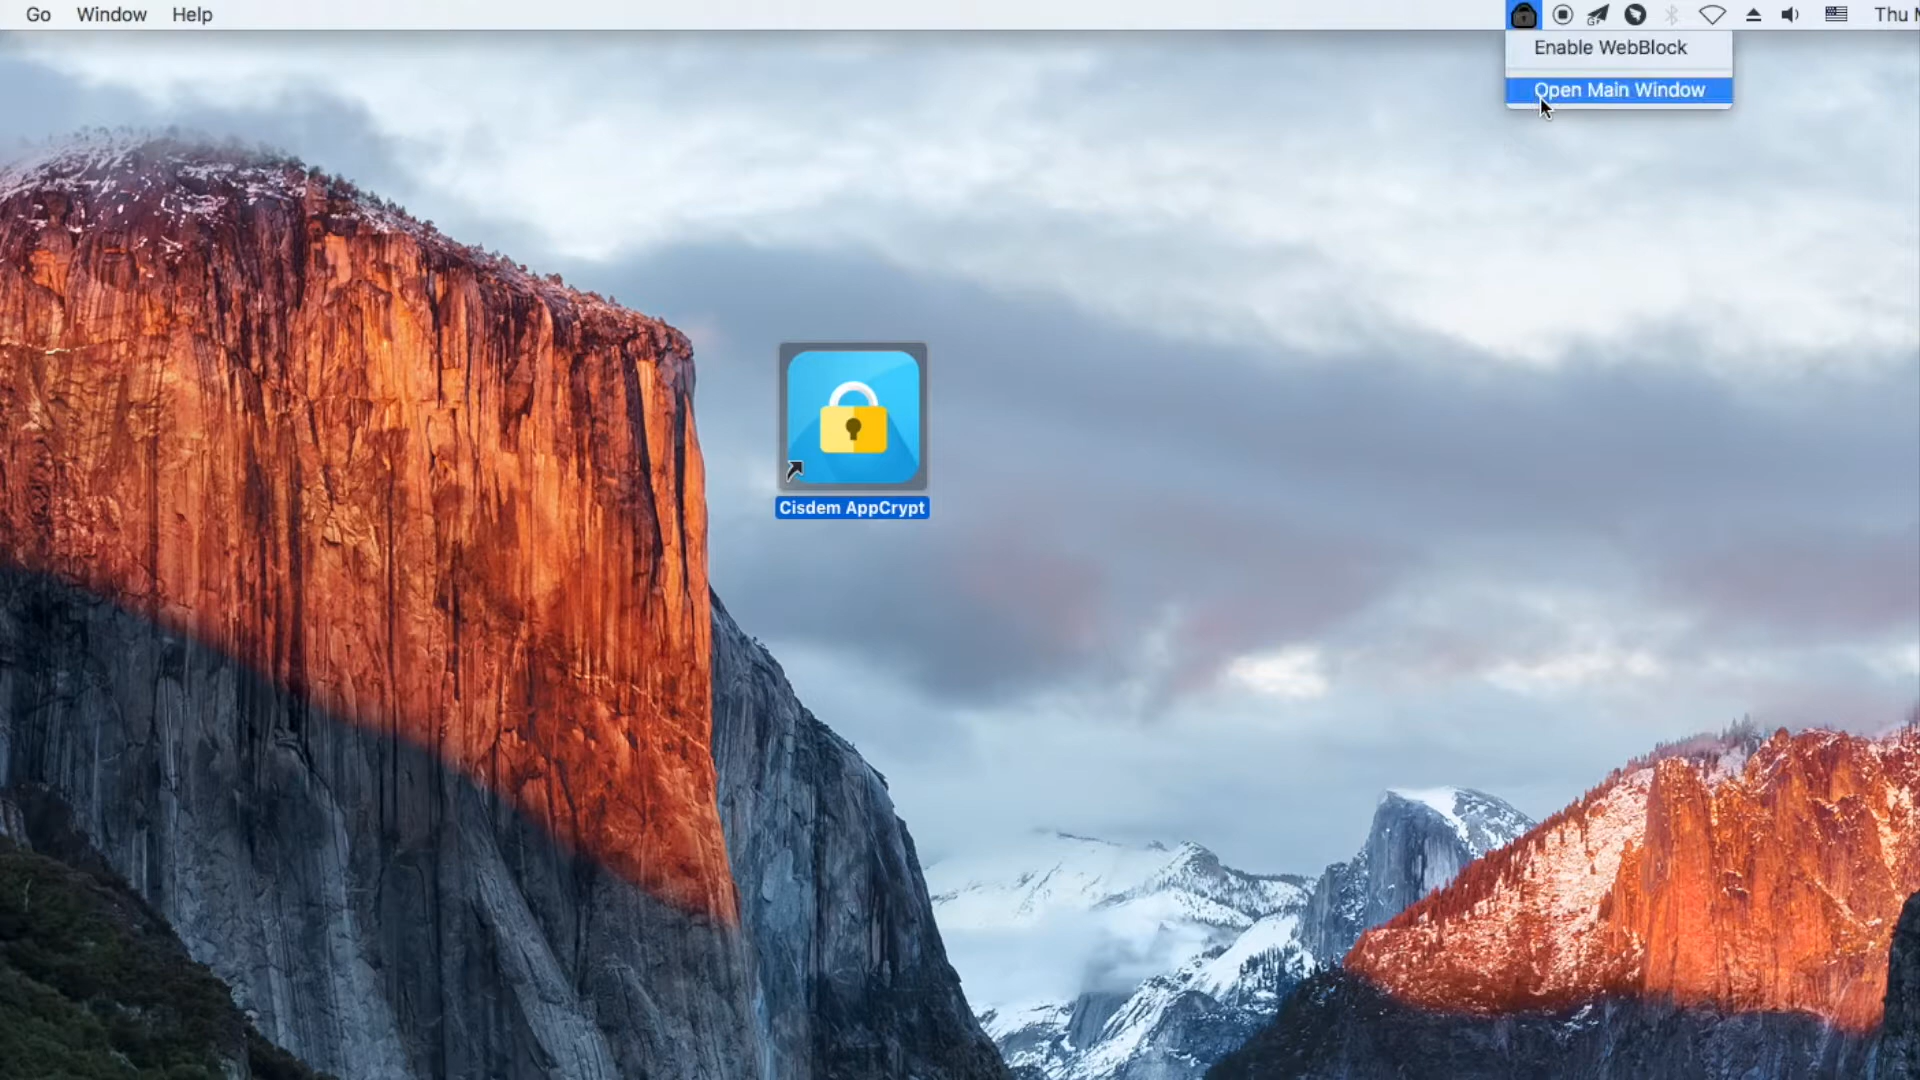 Go Window Help Thu
Enable WebBlock
Open Main Window
Cisdem AppCrypt